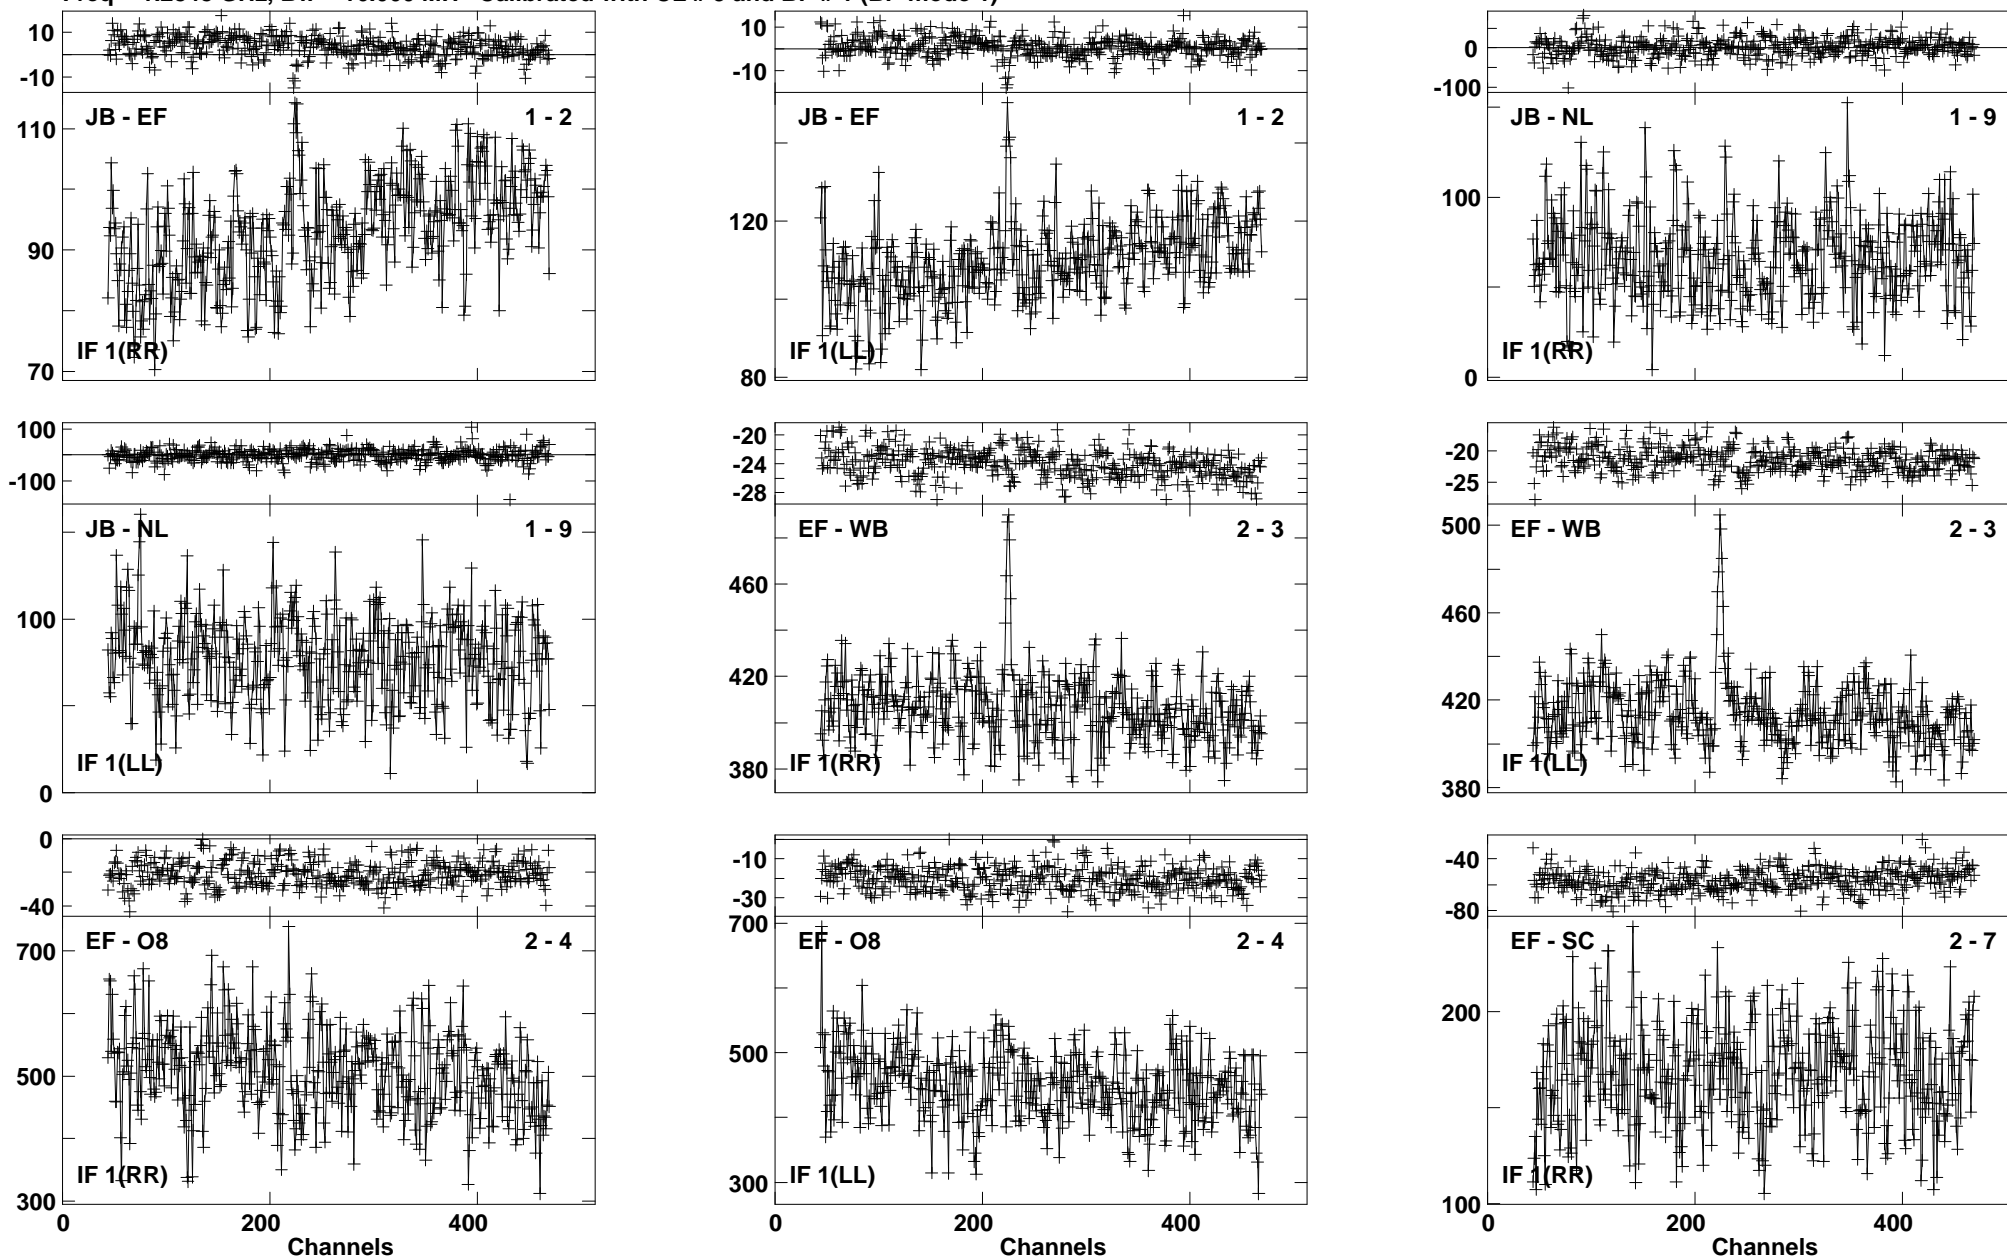 10
-10
JB - EF 1 - 2
110
90
70
IF 1(RR)
10
-10
JB - EF 1 - 2
120
80
IF 1(LL)
0
-100
JB - NL 1 - 9
100
0
IF 1(RR)
100
-100
JB - NL 1 - 9
100
0
IF 1(LL)
-20
-24
-28
EF - WB 2 - 3
460
420
380
IF 1(RR)
-20
-25
EF - WB 2 - 3
500
460
420
380
IF 1(LL)
0
-40
EF - O8 2 - 4
700
500
300
IF 1(RR)
0 200 400
Channels
-10
-30
EF - O8 2 - 4
700
500
300
IF 1(LL)
0 200 400
Channels
-40
-80
EF - SC 2 - 7
200
100
IF 1(RR)
0 200 400
Channels